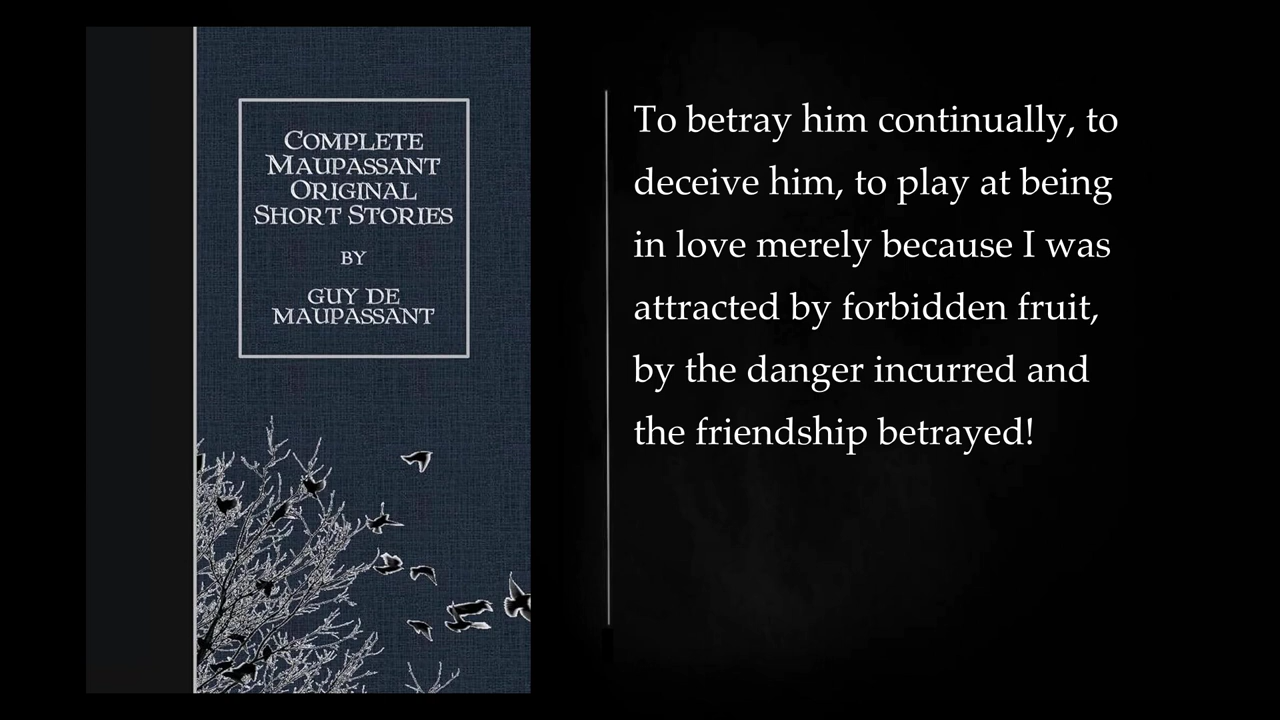 COMPLETE
MAUPASSANT
ORIGINAL
SHORT STORIES
BY
GUY DE
MAUPASSANT
To betray him continually, to
deceive him, to play at being
in love merely because I was
attracted by forbidden fruit,
by the danger incurred and
the friendship betrayed!